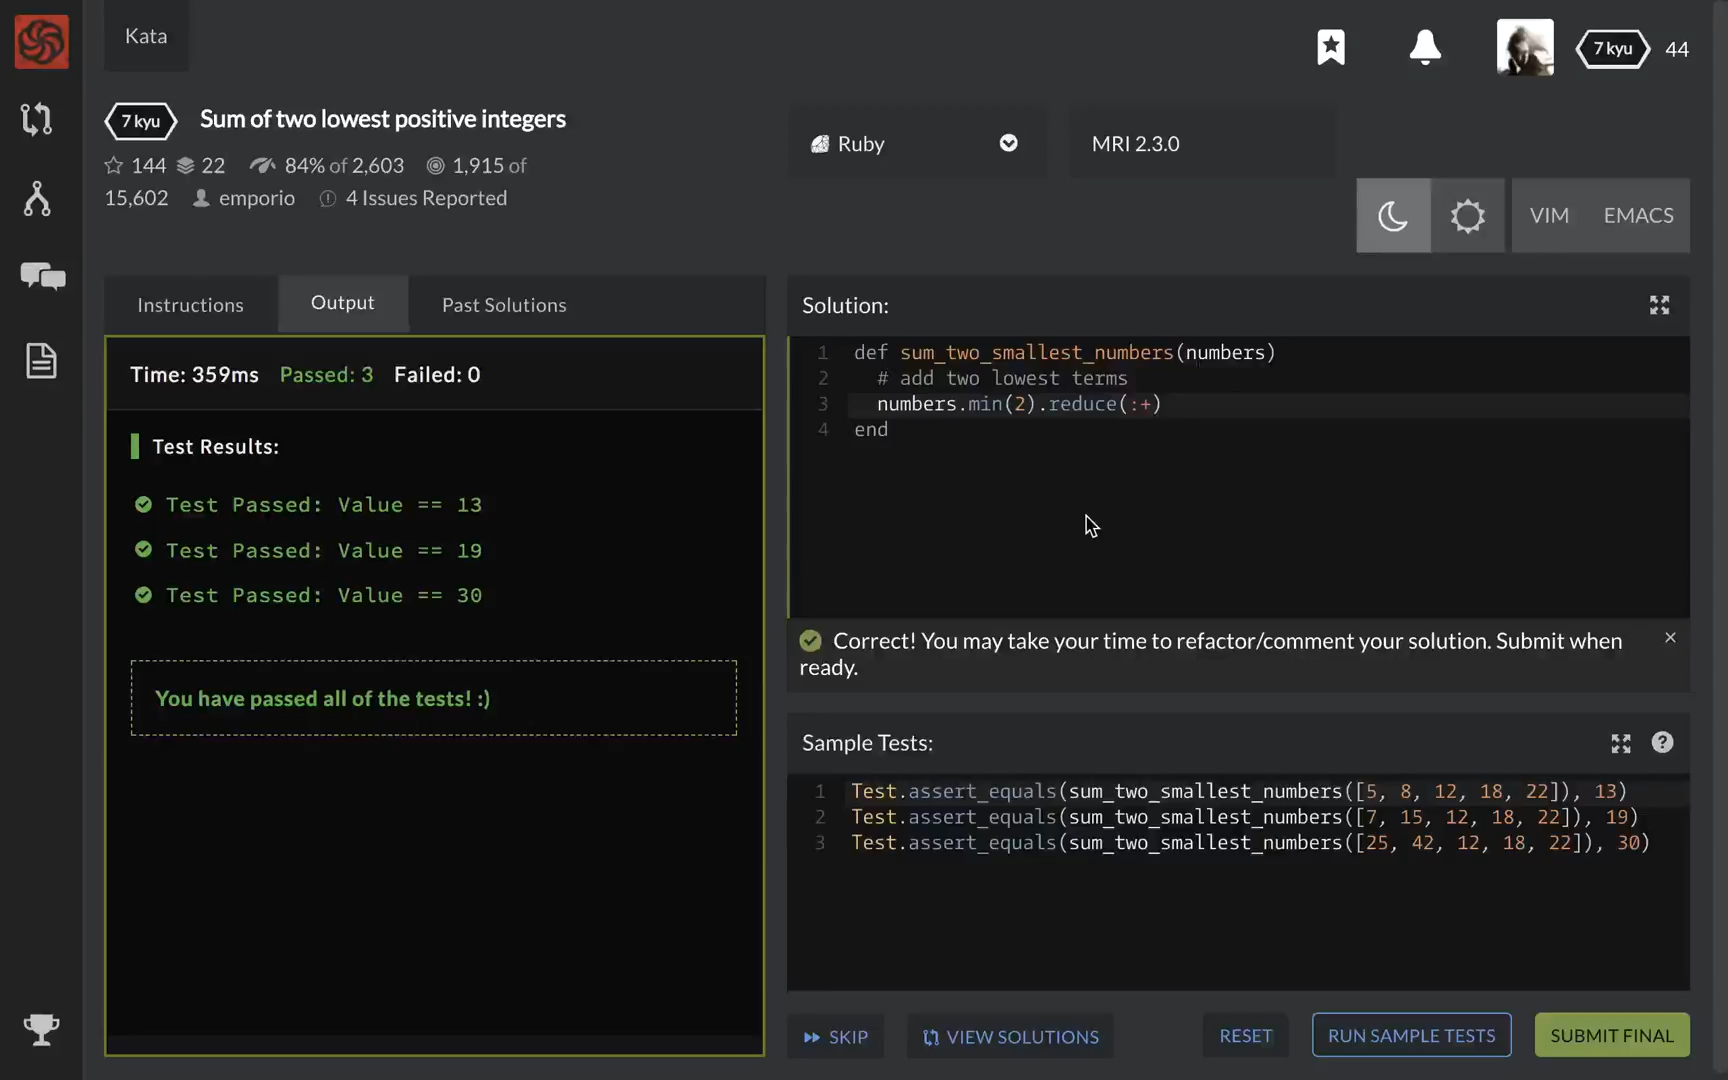 Kata
7 kyu 44
7 kyu Sum of two lowest positive integers
144 22 84% of 2,603 1,915 of
15,602 emporio 4 Issues Reported
Ruby MRI 2.3.0
VIM EMACS
Instructions Output Past Solutions
Time: 359ms Passed: 3 Failed: 0
Test Results:
Test Passed: Value == 13
Test Passed: Value == 19
Test Passed: Value == 30
You have passed all of the tests! :)
Solution:
1 def sum_two_smallest_numbers(numbers)
2 # add two lowest terms
3 numbers.min(2).reduce(:+)
4 end
Correct! You may take your time to refactor/comment your solution. Submit when
ready.
Sample Tests:
1 Test.assert_equals(sum_two_smallest_numbers([5, 8, 12, 18, 22]), 13)
2 Test.assert_equals(sum_two_smallest_numbers([7, 15, 12, 18, 22]), 19)
3 Test.assert_equals(sum_two_smallest_numbers([25, 42, 12, 18, 22]), 30)
SKIP VIEW SOLUTIONS RESET RUN SAMPLE TESTS SUBMIT FINAL